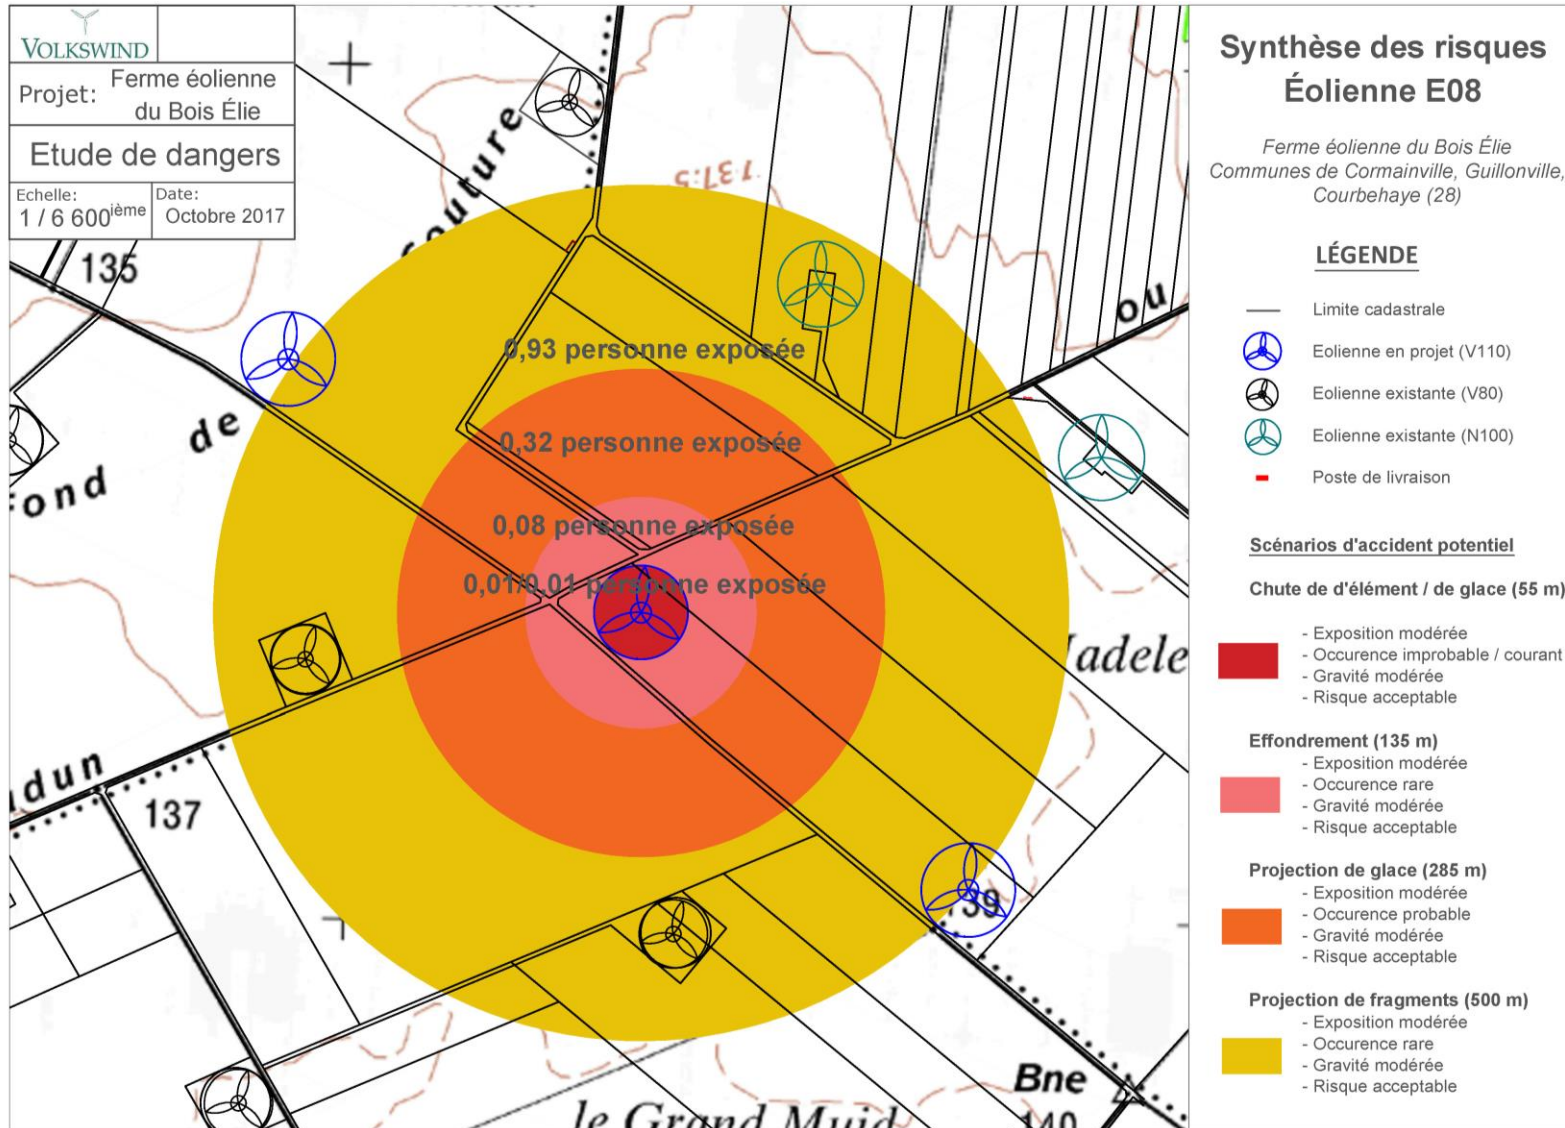 VOLKSWIND
Projet:
Ferme éolienne
du Bois Élie
Etude de dangers
Echelle:
1 / 6 600ième
Date:
Octobre 2017
135
Couture
137.5
ou
de
Fond
0,93 personne exposée
0,32 personne exposée
0,08 personne exposée
0,01/0,01 personne exposée
adele
dun
137
139
Bne
140
le Grand Muid
Synthèse des risques
Éolienne E08
Ferme éolienne du Bois Élie
Communes de Cormainville, Guillonville,
Courbehaye (28)
LÉGENDE
Limite cadastrale
Eolienne en projet (V110)
Eolienne existante (V80)
Eolienne existante (N100)
Poste de livraison
Scénarios d'accident potentiel
Chute de d'élément / de glace (55 m)
- Exposition modérée
- Occurence improbable / courant
- Gravité modérée
- Risque acceptable
Effondrement (135 m)
- Exposition modérée
- Occurence rare
- Gravité modérée
- Risque acceptable
Projection de glace (285 m)
- Exposition modérée
- Occurence probable
- Gravité modérée
- Risque acceptable
Projection de fragments (500 m)
- Exposition modérée
- Occurence rare
- Gravité modérée
- Risque acceptable